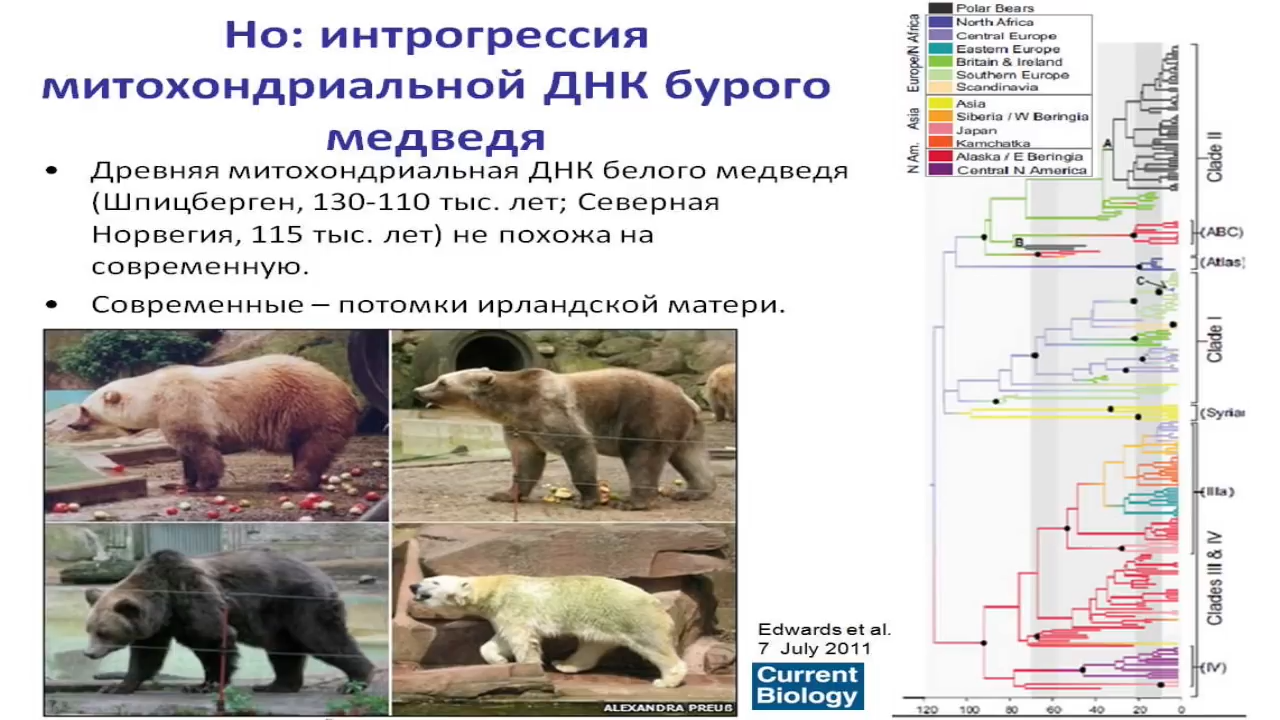 Но: интрогрессия
митохондриальной ДНК бурого
медведя
• Древняя митохондриальная ДНК белого медведя
(Шпицберген, 130-110 тыс. лет; Северная
Норвегия, 115 тыс. лет) не похожа на
современную.
• Современные – потомки ирландской матери.
ALEXANDRA PREUß
Edwards et al.
7 July 2011
Current
Biology
Polar Bears
Europe/N Africa
North Africa
Central Europe
Eastern Europe
Britain & Ireland
Southern Europe
Scandinavia
Asia
Asia
Siberia / W Beringia
Japan
Kamchatka
N Am.
Alaska / E Beringia
Central N America
A
Clade II
B
(ABC)
(Atlas)
C
Clade I
(Syrian
(IIIa)
Clades III & IV
(IV)
120 100 80 60 40 20 0